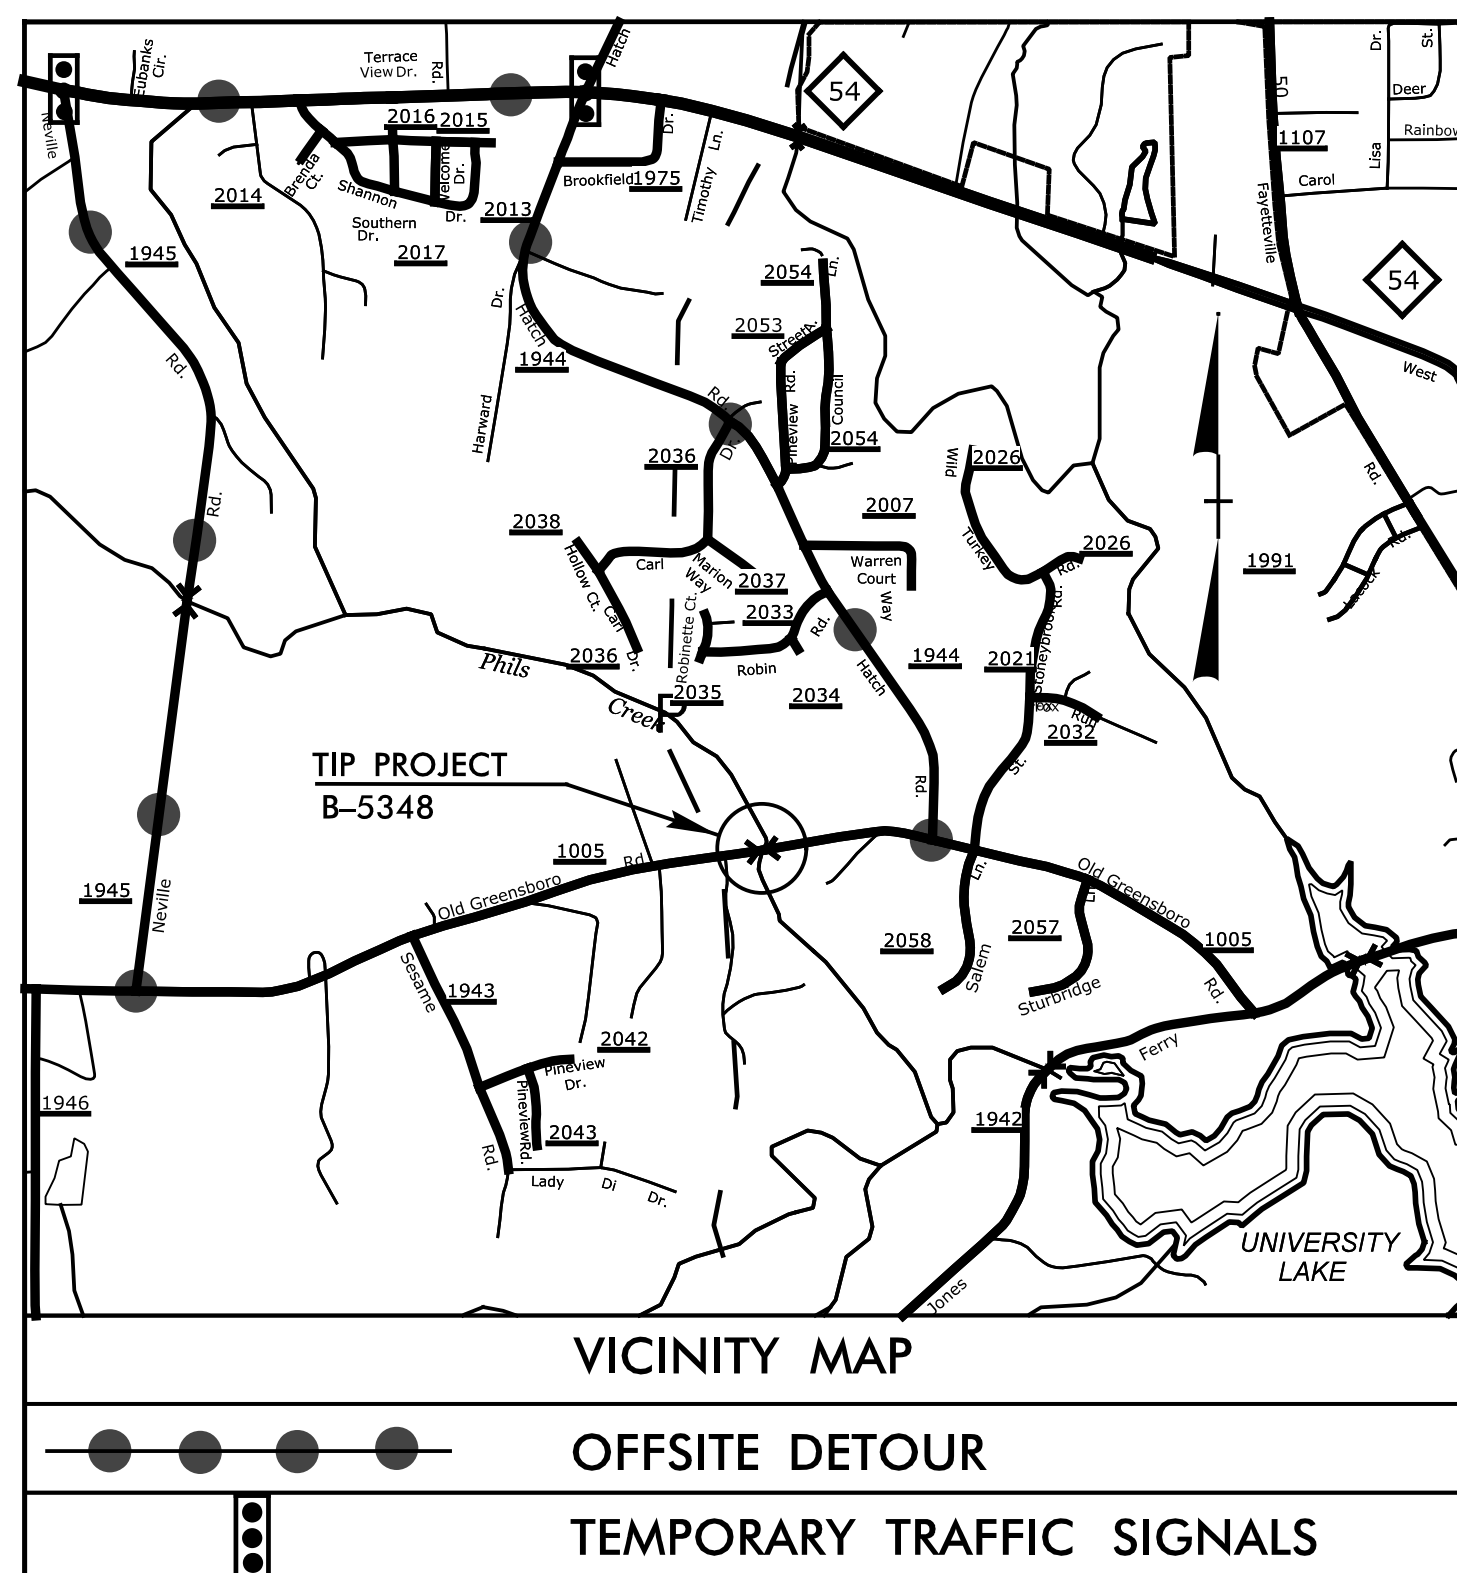 Eubanks
Cir.
Terrace
View Dr.
Rd.
Hatch
54
50
Dr.
St.
Deer
Rainbow
Lisa
1107
Carol
Fayetteville
Neville
2016
2015
Welcome
Dr.
Brenda
Ct.
Shannon
Dr.
2014
Southern
Dr.
2017
2013
Brookfield
1975
Dr.
Timothy Ln.
1945
54
2054
Ln.
Dr.
Hatch
2053
Street
A.
1944
Rd.
West
Harward
Rd.
Pineview Rd.
Council
2054
Dr.
2036
Wild
2026
Rd.
Rd.
2007
2038
Turkey
2026
Rd.
Rd.
1991
Lacock
Hollow Ct.
Carl
Marion
Way
2037
Warren
Court
Way
2033
Robinette Ct.
Rd.
Carl
Dr.
2036
Robin
Stoneybrook Rd.
Phils
Creek
1944
2021
2035
2034
Hatch
Fox
Run
2032
TIP PROJECT
B–5348
St.
Rd.
1005
Rd.
1945
Neville
Old Greensboro
Ln.
Old Greensboro
Ln.
2058
2057
1005
Sesame
Salem
Sturbridge
Rd.
1943
2042
Ferry
Pineview
Dr.
1946
Pineview Rd.
2043
1942
Rd.
Lady Di Dr.
UNIVERSITY
LAKE
Jones
VICINITY MAP
OFFSITE DETOUR
TEMPORARY TRAFFIC SIGNALS